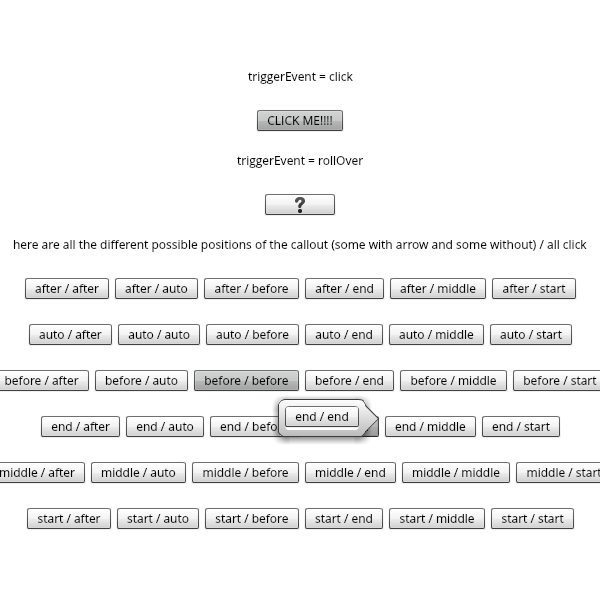 triggerEvent = click
CLICK ME!!!!
triggerEvent = rollOver
?
here are all the different possible positions of the callout (some with arrow and some without) / all click
after / after after / auto after / before after / end after / middle after / start
auto / after auto / auto auto / before auto / end auto / middle auto / start
before / after before / auto before / before before / end before / middle before / start
end / end
end / after end / auto end / befo end / middle end / start
middle / after middle / auto middle / before middle / end middle / middle middle / start
start / after start / auto start / before start / end start / middle start / start